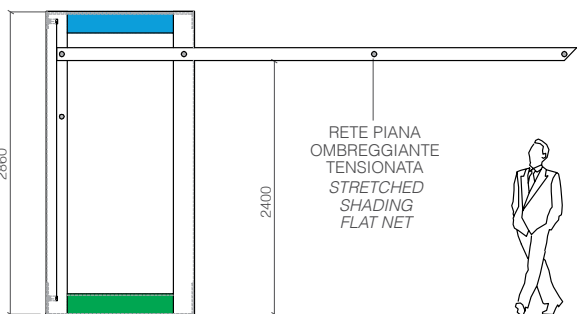 2860
2400
RETE PIANA
OMBREGGIANTE
TENSIONATA
STRETCHED
SHADING
FLAT NET